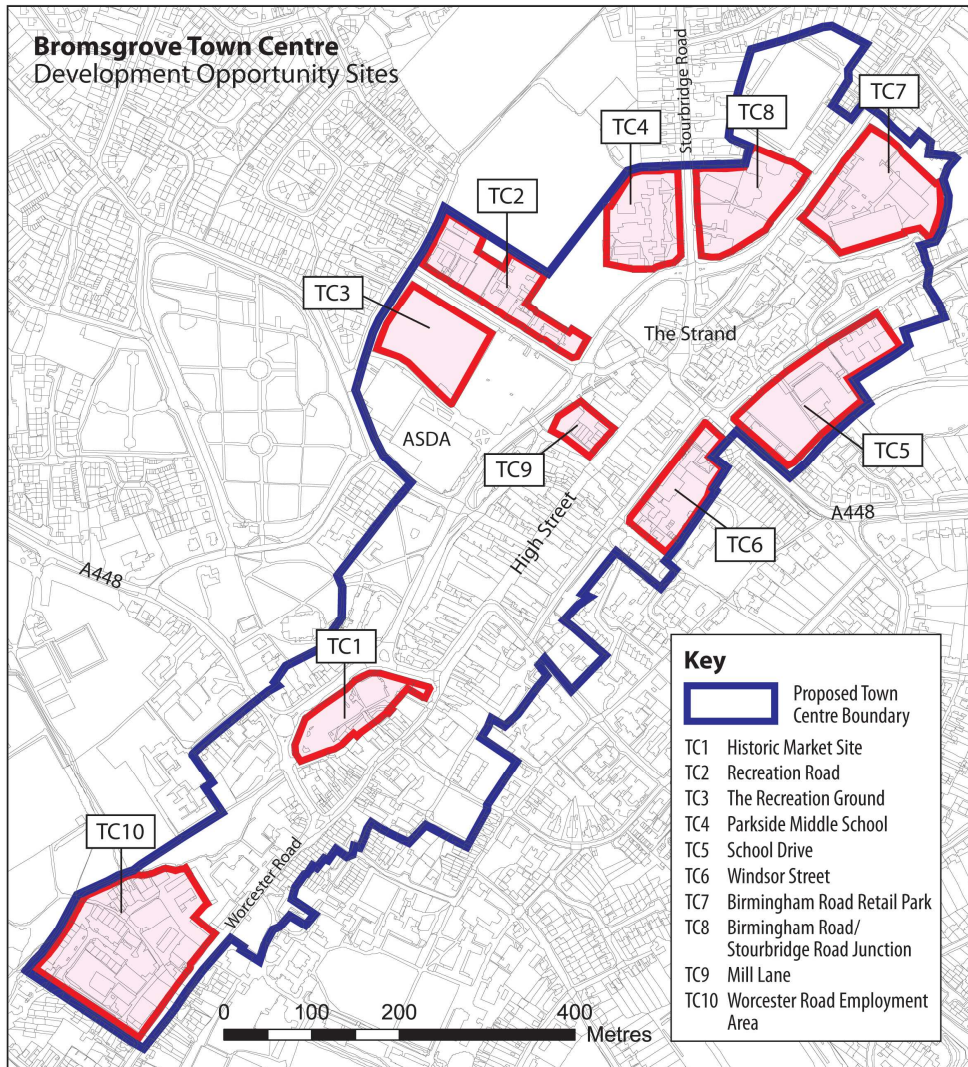 Bromsgrove Town Centre
Development Opportunity Sites
Stourbridge Road
TC7
TC8
TC4
TC2
TC3
The Strand
ASDA
TC9
TC5
High Street
A448
TC6
A448
TC1
TC10
Worcester Road
Key
Proposed Town
Centre Boundary
TC1 Historic Market Site
TC2 Recreation Road
TC3 The Recreation Ground
TC4 Parkside Middle School
TC5 School Drive
TC6 Windsor Street
TC7 Birmingham Road Retail Park
TC8 Birmingham Road/
Stourbridge Road Junction
TC9 Mill Lane
TC10 Worcester Road Employment
Area
0 100 200 400
Metres